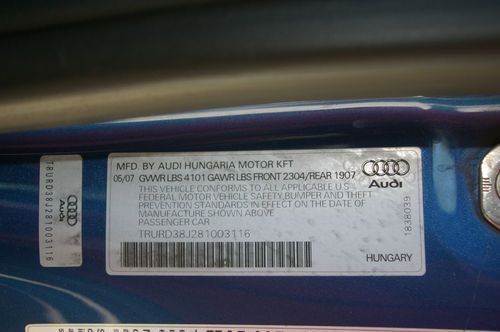 MFD. BY AUDI HUNGARIA MOTOR KFT
05/07 GVWR LBS 4101 GAWR LBS FRONT 2304/REAR 1907
THIS VEHICLE CONFORMS TO ALL APPLICABLE U.S.
FEDERAL MOTOR VEHICLE SAFETY,BUMPER AND THEFT
PREVENTION STANDARDS IN EFFECT ON THE DATE OF
MANUFACTURE SHOWN ABOVE
PASSENGER CAR
TRURD38J281003116
Audi
1838039
HUNGARY
TRURD38J281003116
Audi